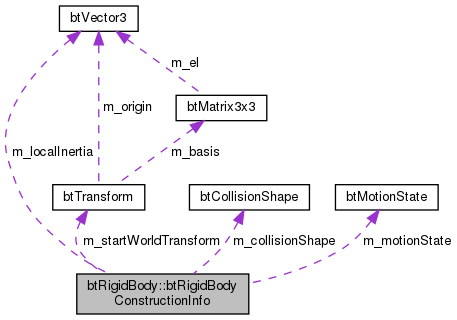 btVector3
m_el
m_origin
btMatrix3x3
m_localInertia
m_basis
btTransform
btCollisionShape
btMotionState
m_startWorldTransform
m_collisionShape
m_motionState
btRigidBody::btRigidBody
ConstructionInfo